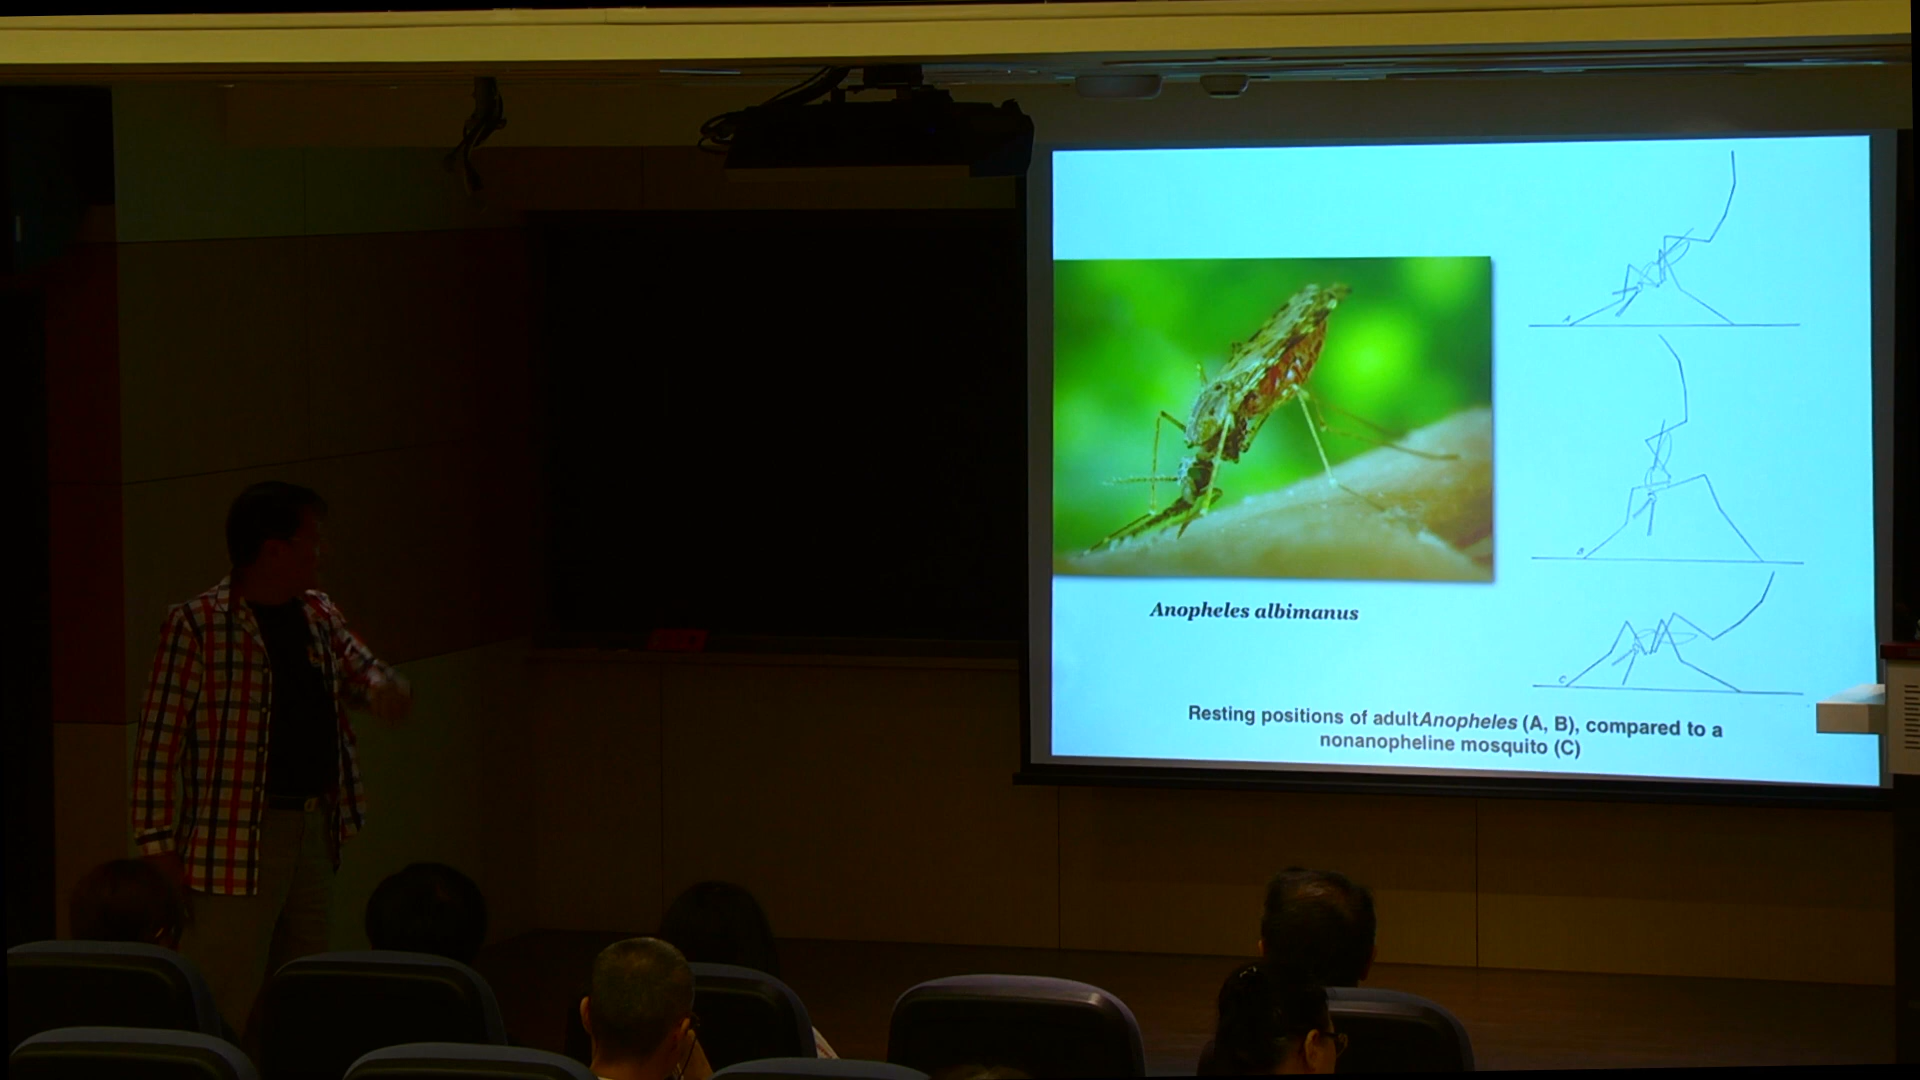 A
B
C
Anopheles albimanus
Resting positions of adultAnopheles (A, B), compared to a
nonanopheline mosquito (C)